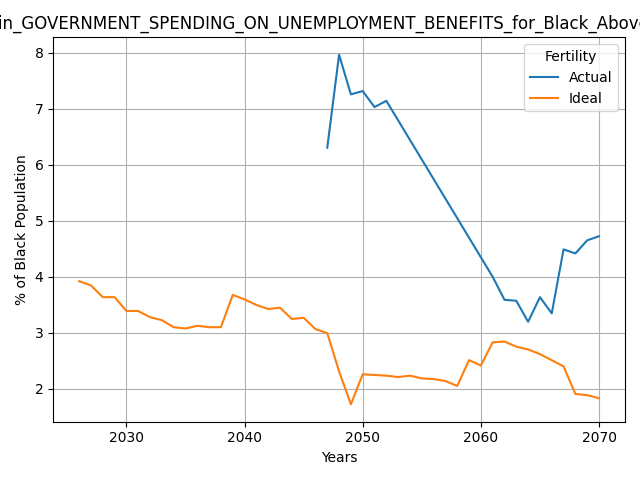 in_GOVERNMENT_SPENDING_ON_UNEMPLOYMENT_BENEFITS_for_Black_Above
Fertility
Actual
Ideal
8
7
6
5
4
3
2
% of Black Population
2030 2040 2050 2060 2070
Years